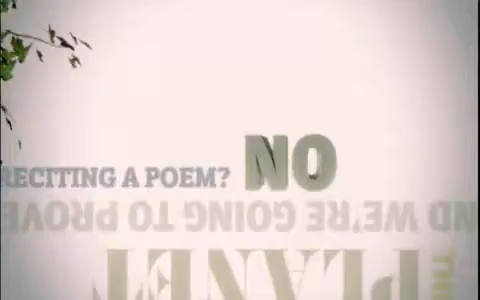 RECITING A POEM? NO
ND WE'RE GOING TO PROVE
PLANET